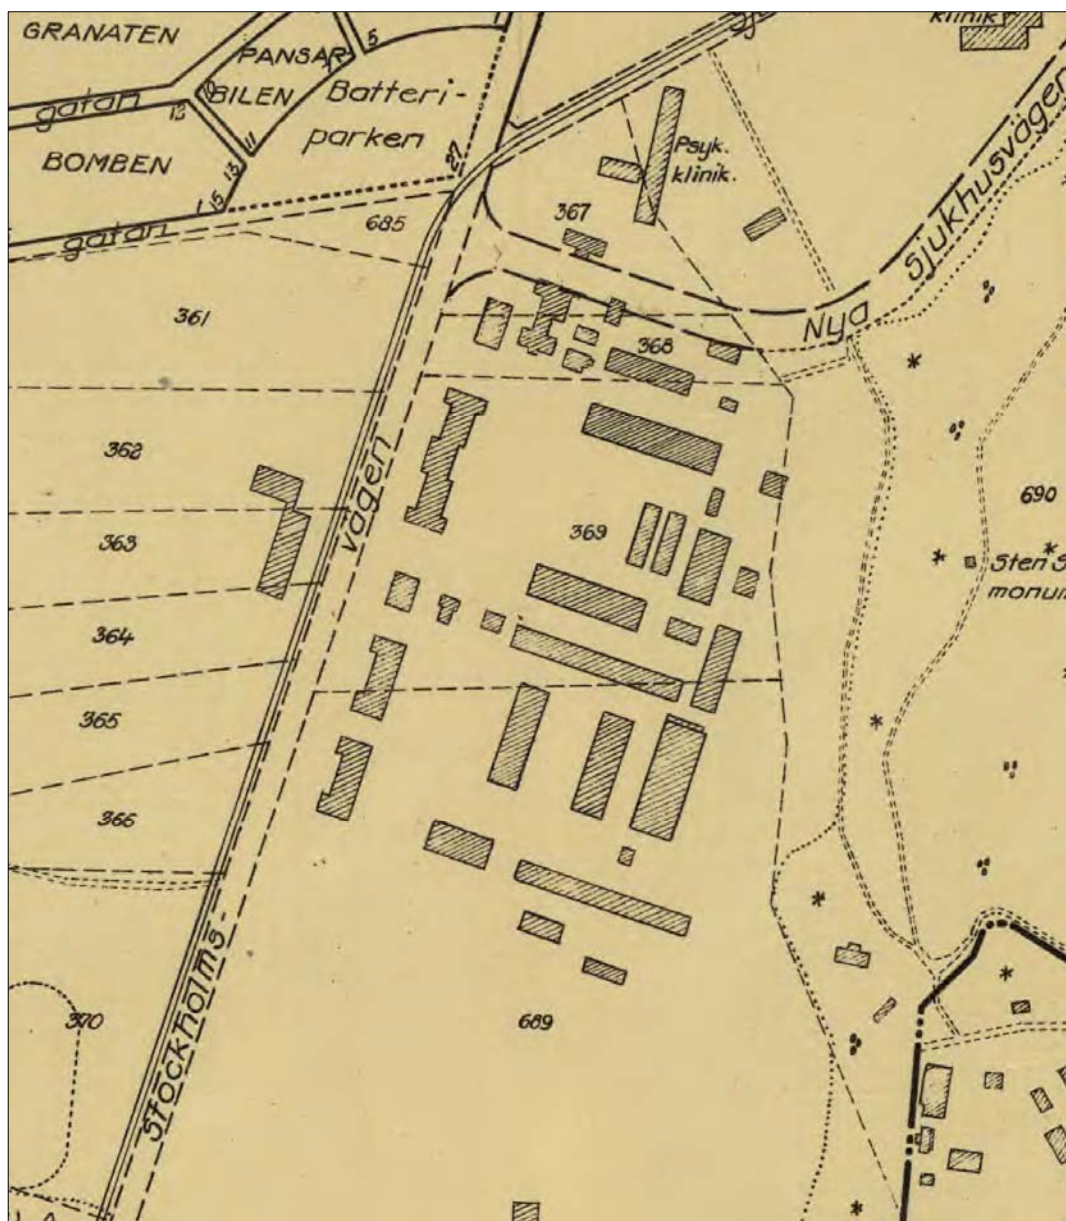 GRANATEN
PANSAR
BILEN
5
10
gatan
13
11
13
15
BOMBEN
Batteri-
parken
27
gatan
685
klinik
Psyk.
klinik.
367
Nya Sjukhusvägen
361
368
362
690
363
369
Sten S
monum
364
365
366
370
689
Stockholms-
vägen